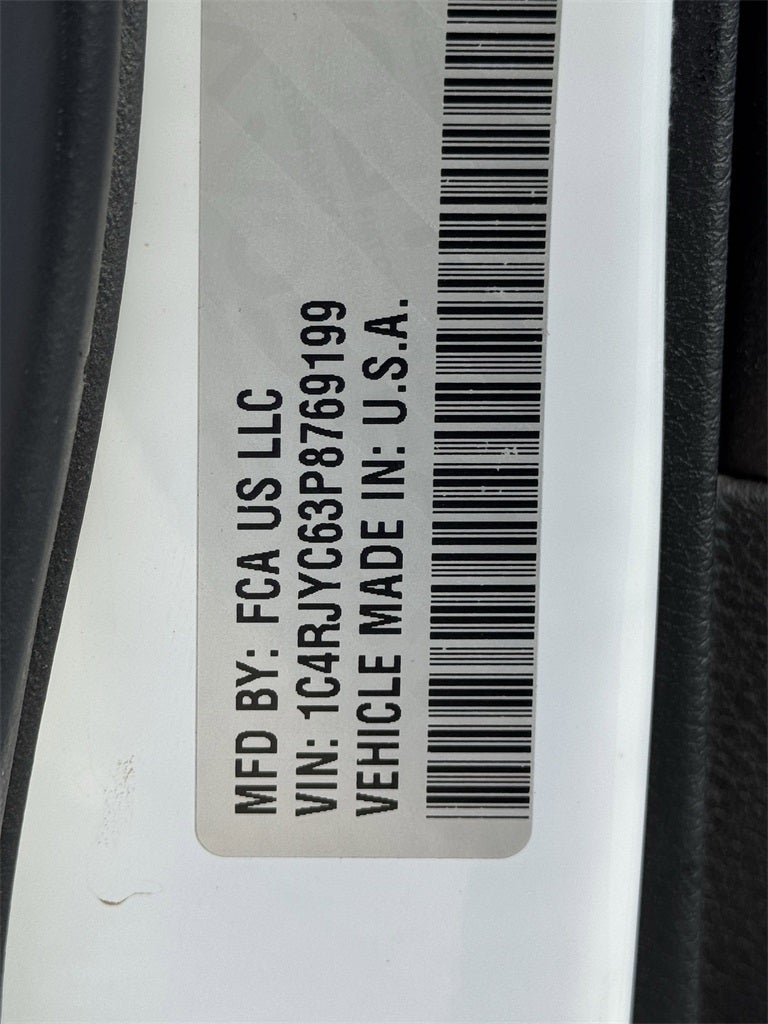 MFD BY: FCA US LLC
VIN: 1C4RJYC63P8769199
VEHICLE MADE IN: U.S.A.